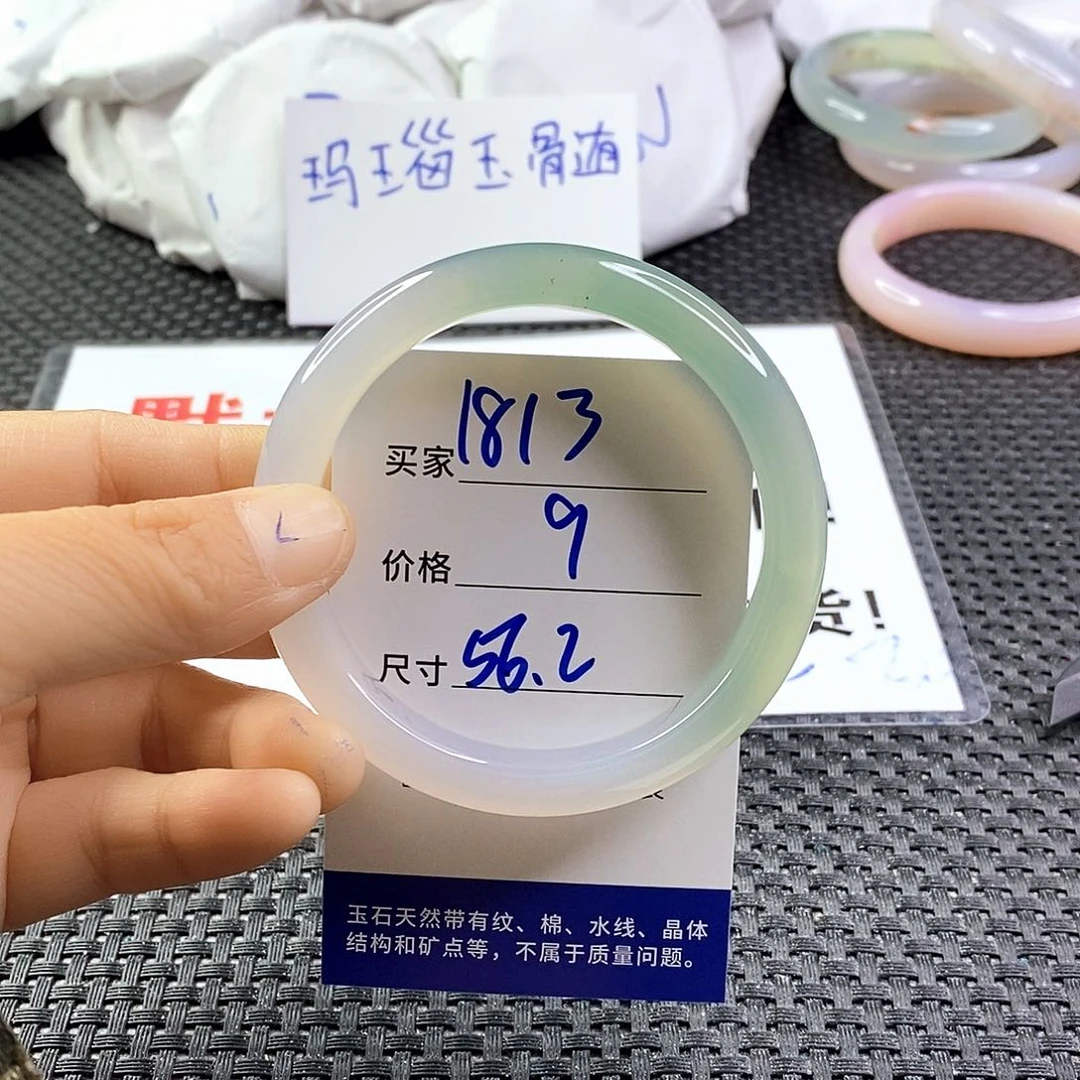 玛瑙玉骨髓
买家 1813
价格 9
尺寸 56.2
货!
玉石天然带有纹、棉、水线、晶体
结构和矿点等，不属于质量问题。